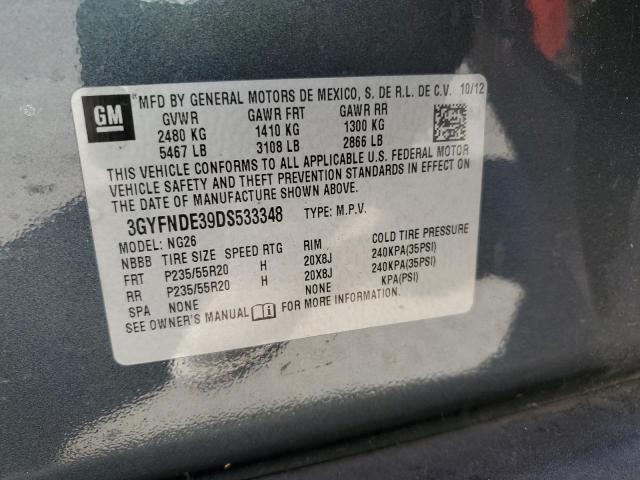 GM
*MFD BY GENERAL MOTORS DE MEXICO, S. DE R.L. DE C.V. 10/12
GVWR GAWR FRT GAWR RR
2480 KG 1410 KG 1300 KG
5467 LB 3108 LB 2866 LB
THIS VEHICLE CONFORMS TO ALL APPLICABLE U.S. FEDERAL MOTOR
VEHICLE SAFETY AND THEFT PREVENTION STANDARDS IN EFFECT ON
THE DATE OF MANUFACTURE SHOWN ABOVE.
3GYFNDE39DS533348 TYPE: M.P.V.
MODEL: NG26
NBBB TIRE SIZE SPEED RTG RIM COLD TIRE PRESSURE
FRT P235/55R20 H 20X8J 240KPA(35PSI)
RR P235/55R20 H 20X8J 240KPA(35PSI)
SPA NONE NONE KPA(PSI)
SEE OWNER'S MANUAL FOR MORE INFORMATION.